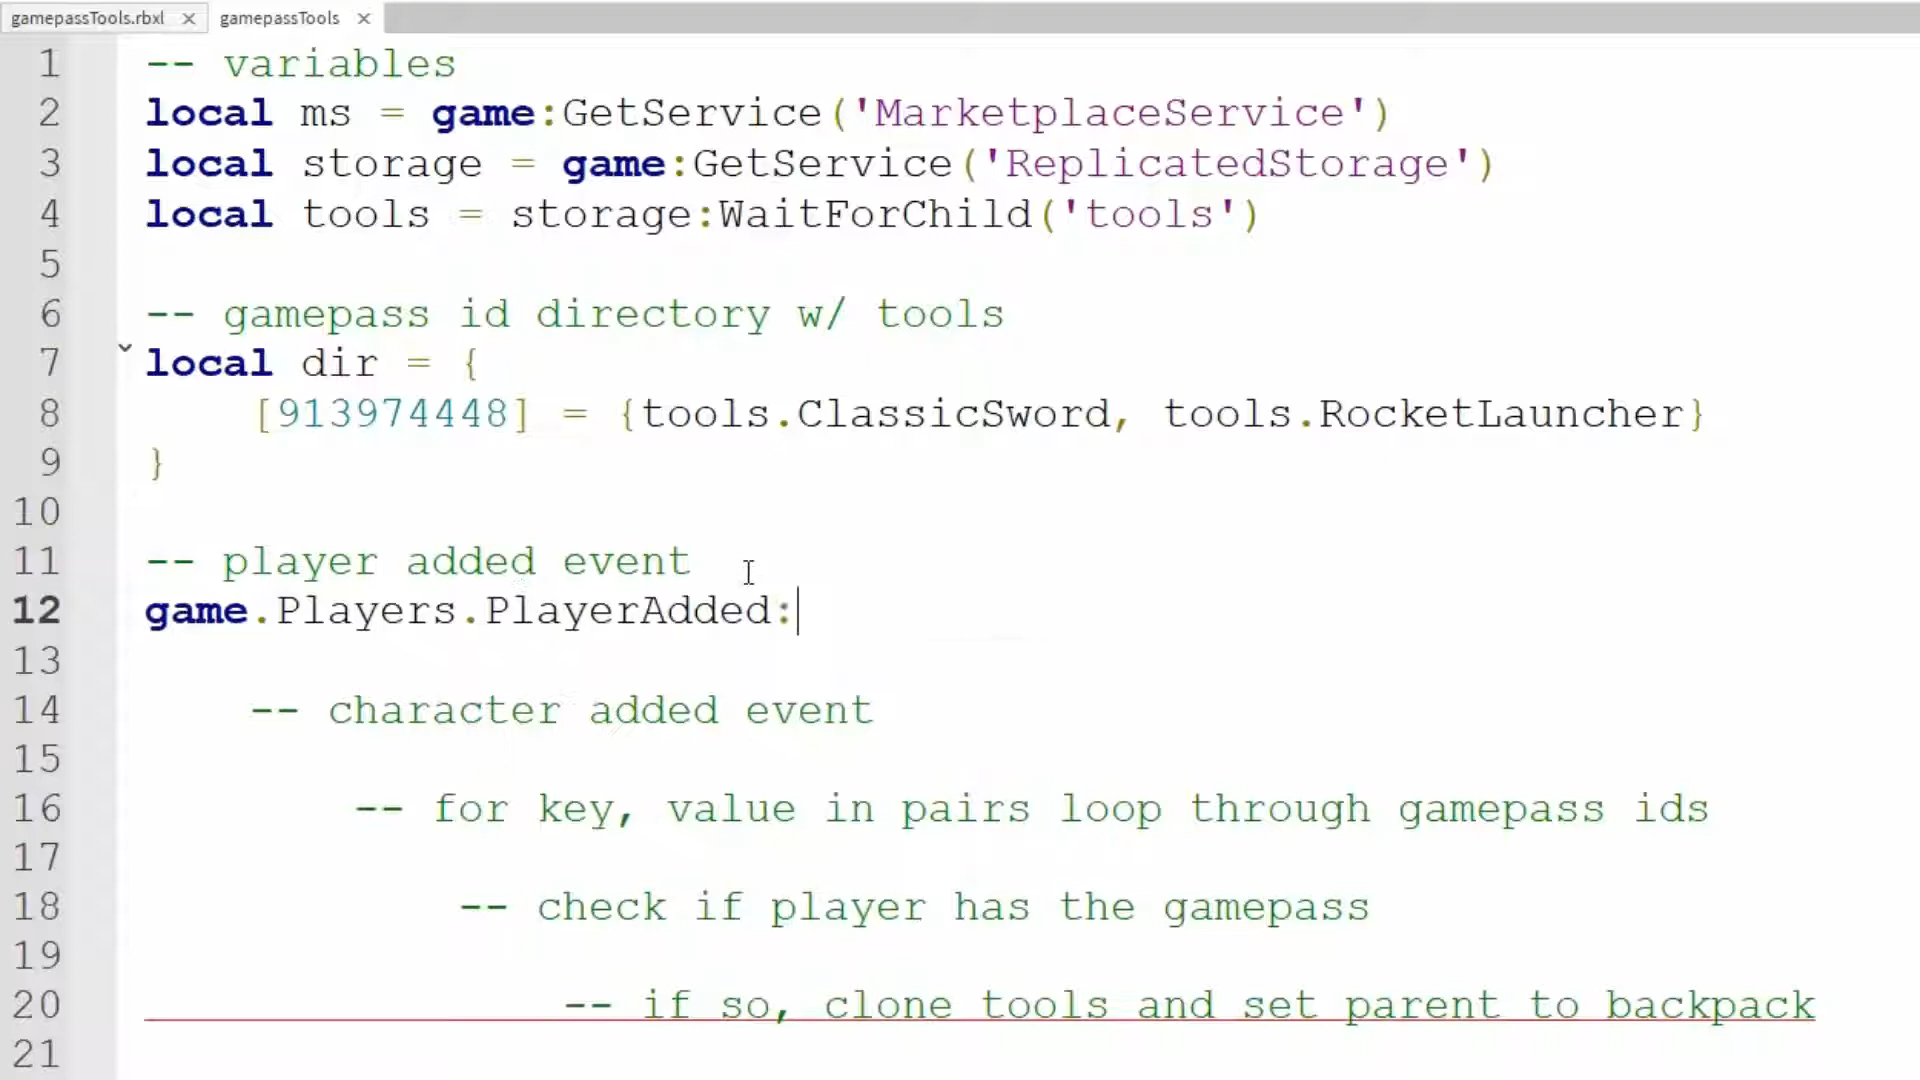 gamepassTools.rbxl × gamepassTools ×
1 -- variables
2 local ms = game:GetService('MarketplaceService')
3 local storage = game:GetService('ReplicatedStorage')
4 local tools = storage:WaitForChild('tools')
5
6 -- gamepass id directory w/ tools
7 local dir = {
8 [913974448] = {tools.ClassicSword, tools.RocketLauncher}
9 }
10
11 -- player added event
12 game.Players.PlayerAdded:
13
14 -- character added event
15
16 -- for key, value in pairs loop through gamepass ids
17
18 -- check if player has the gamepass
19
20 -- if so, clone tools and set parent to backpack
21